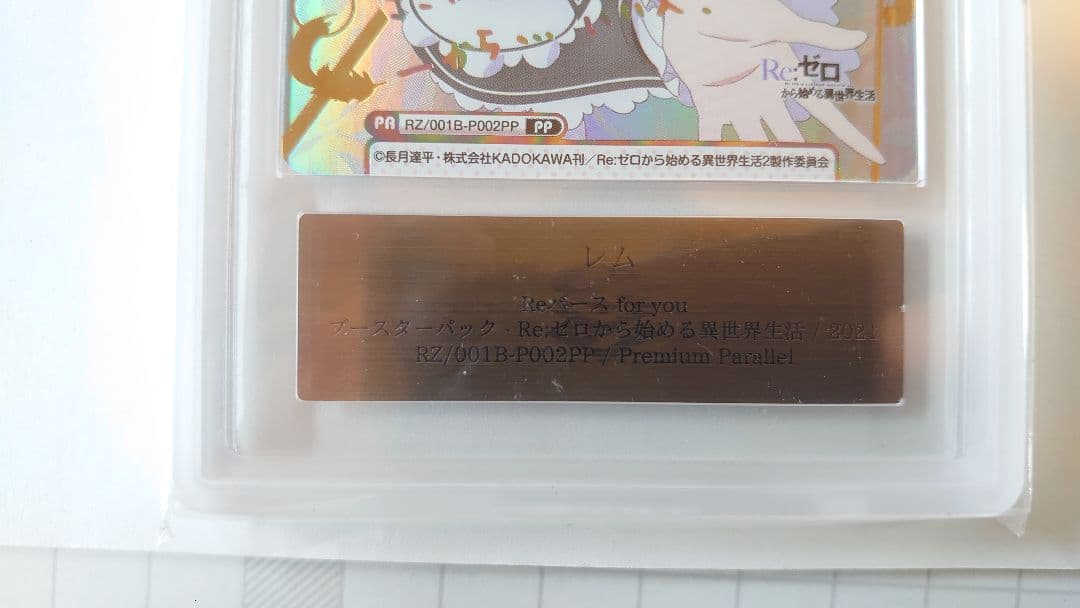 Re:ゼロ
から始める異世界生活
PR RZ/001B-P002PP PP
©長月達平・株式会社KADOKAWA刊／Re:ゼロから始める異世界生活2製作委員会
レム
Reバース for you
ブースターパック - Re:ゼロから始める異世界生活 / 2021
RZ/001B-P002PP / Premium Parallel